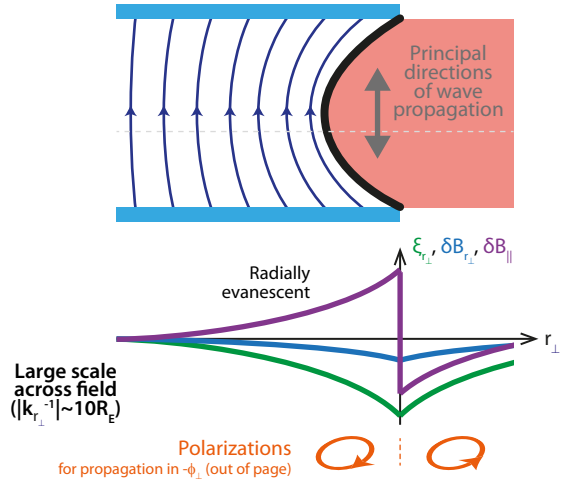 Principal
directions
of wave
propagation
ξr⊥, δBr⊥, δB||
Radially
evanescent
r⊥
Large scale
across field
(|kr⊥⁻¹|~10RE)
Polarizations
for propagation in -ϕ⊥ (out of page)